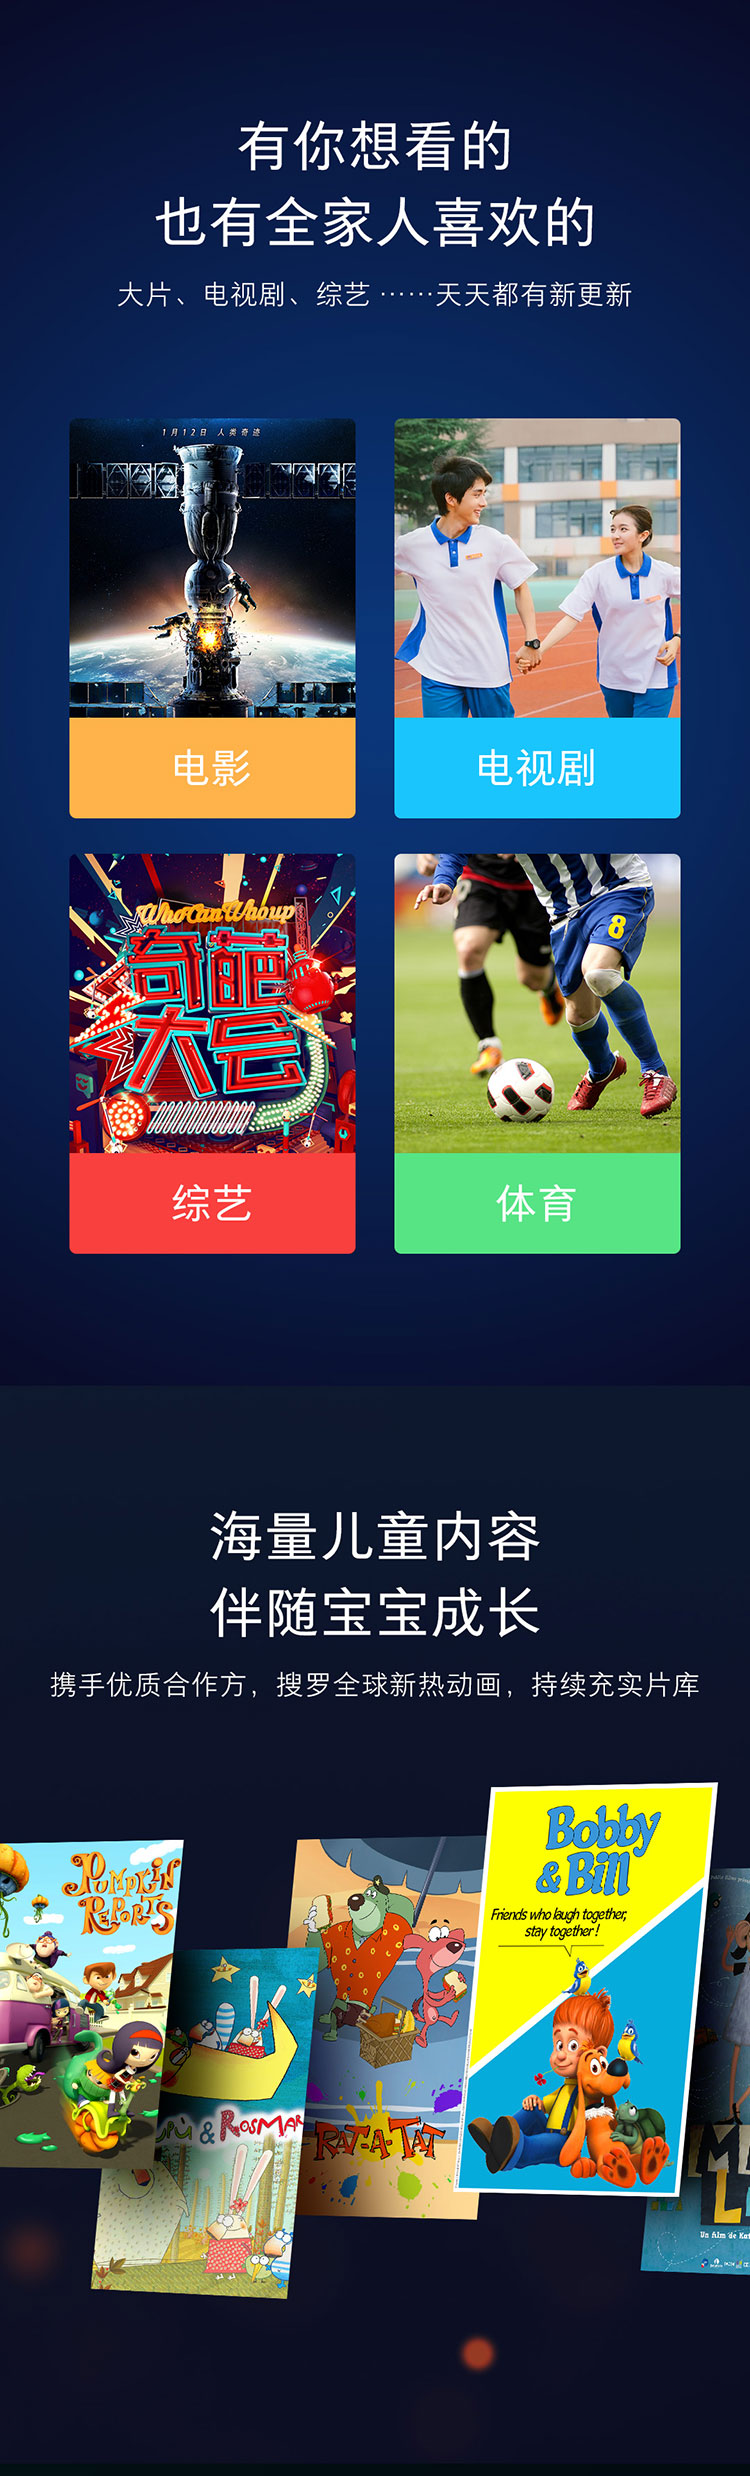 有你想看的
也有全家人喜欢的
大片、电视剧、综艺 ……天天都有新更新
1月12日 人类奇迹
电影
电视剧
WhoCanWhoup
奇葩
大会
8
综艺
体育
海量儿童内容
伴随宝宝成长
携手优质合作方，搜罗全球新热动画，持续充实片库
PUMPKIN
REPORTS
& ROSMAR
RAT-A-TAT
Bobby
& Bill
Friends who laugh together,
stay together !
Un film de Kat